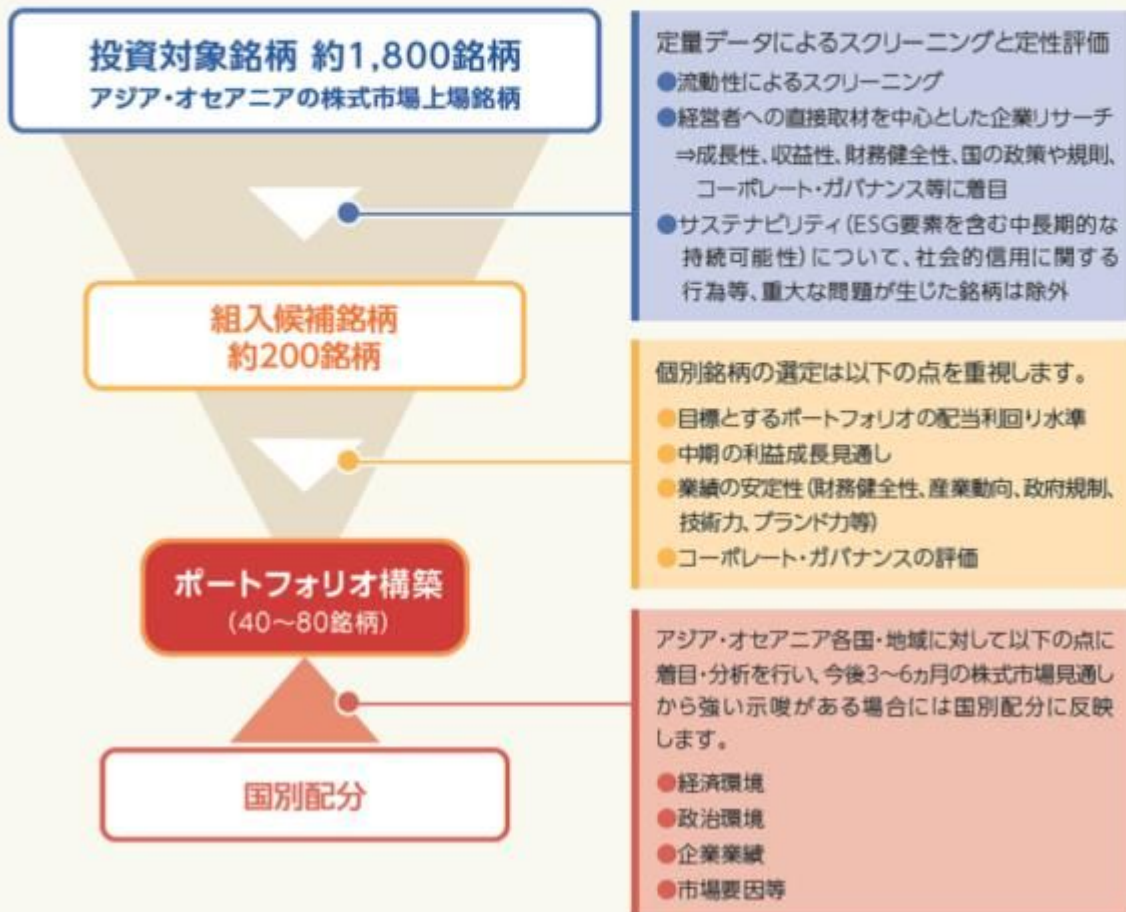 投資対象銘柄 約1,800銘柄
アジア・オセアニアの株式市場上場銘柄
定量データによるスクリーニングと定性評価
●流動性によるスクリーニング
●経営者への直接取材を中心とした企業リサーチ
⇒成長性、収益性、財務健全性、国の政策や規則、
コーポレート・ガバナンス等に着目
●サステナビリティ(ESG要素を含む中長期的な
持続可能性)について、社会的信用に関する
行為等、重大な問題が生じた銘柄は除外
組入候補銘柄
約200銘柄
個別銘柄の選定は以下の点を重視します。
●目標とするポートフォリオの配当利回り水準
●中期の利益成長見通し
●業績の安定性(財務健全性、産業動向、政府規制、
技術力、ブランド力等)
●コーポレート・ガバナンスの評価
ポートフォリオ構築
(40～80銘柄)
国別配分
アジア・オセアニア各国・地域に対して以下の点に
着目・分析を行い、今後3～6ヵ月の株式市場見通し
から強い示唆がある場合には国別配分に反映
します。
●経済環境
●政治環境
●企業業績
●市場要因等